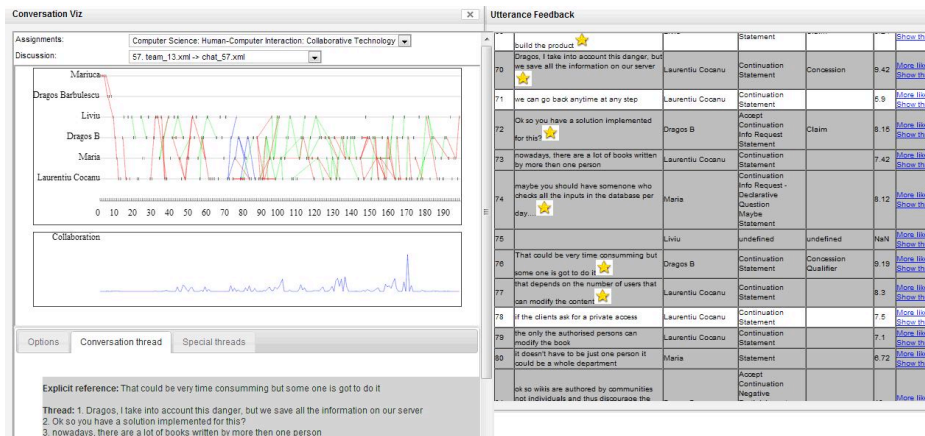 Conversation Viz
Assignments:
Computer Science: Human-Computer Interaction: Collaborative Technology
Discussion:
57. team_13.xml -> chat_57.xml
Mariuca
Dragos Barbulescu
Liviu
Dragos B
Maria
Laurentiu Cocanu
0 10 20 30 40 50 60 70 80 90 100 110 120 130 140 150 160 170 180 190
Collaboration
Options
Conversation thread
Special threads
Explicit reference: That could be very time consumming but some one is got to do it
Thread: 1. Dragos, I take into account this danger, but we save all the information on our server
2. Ok so you have a solution implemented for this?
3. nowadays, there are a lot of books written by more then one person
Utterance Feedback
build the product
Statement
Show th
70
Dragos, I take into account this danger, but
we save all the information on our server
Laurentiu Cocanu
Continuation
Statement
Concession
9.42
More like
Show th
71
we can go back anytime at any step
Laurentiu Cocanu
Continuation
Statement
5.9
More like
Show th
72
Ok so you have a solution implemented
for this?
Dragos B
Accept
Continuation
Info Request
Statement
Claim
8.15
More like
Show th
73
nowadays, there are a lot of books written
by more then one person
Laurentiu Cocanu
Continuation
Statement
7.42
More like
Show th
74
maybe you should have somenone who
checks all the inputs in the database per
day....
Maria
Continuation
Info Request -
Declarative
Question
Maybe
Statement
8.12
More like
Show th
75
Liviu
undefined
undefined
NaN
More like
Show th
76
That could be very time consumming but
some one is got to do it
Dragos B
Continuation
Statement
Concession
Qualifier
9.19
More like
Show th
77
that depends on the number of users that
can modify the content
Laurentiu Cocanu
Continuation
Statement
8.3
More like
Show th
78
if the clients ask for a private access
Laurentiu Cocanu
Continuation
Statement
7.5
More like
Show th
79
the only the authorised persons can
modify the book
Laurentiu Cocanu
Continuation
Statement
7.1
More like
Show th
80
it doesn't have to be just one person it
could be a whole department
Maria
Statement
6.72
More like
Show th
ok so wikis are authored by communities
not individuals and thus discourage the
Accept
Continuation
Negative
More like